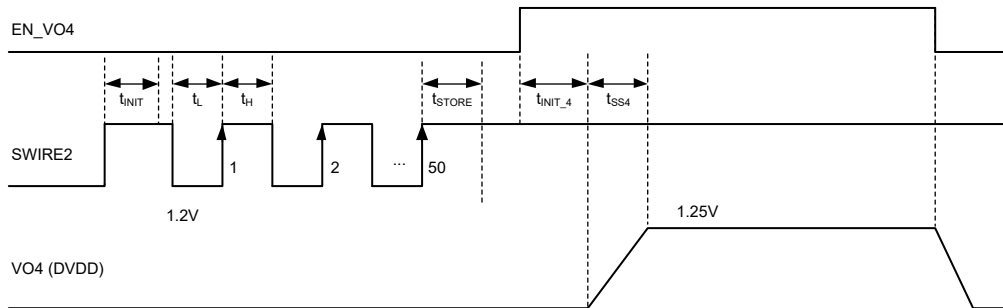 EN_VO4
tINIT tL tH tSTORE tINIT_4 tSS4
SWIRE2
1 2 ... 50
1.2V 1.25V
VO4 (DVDD)